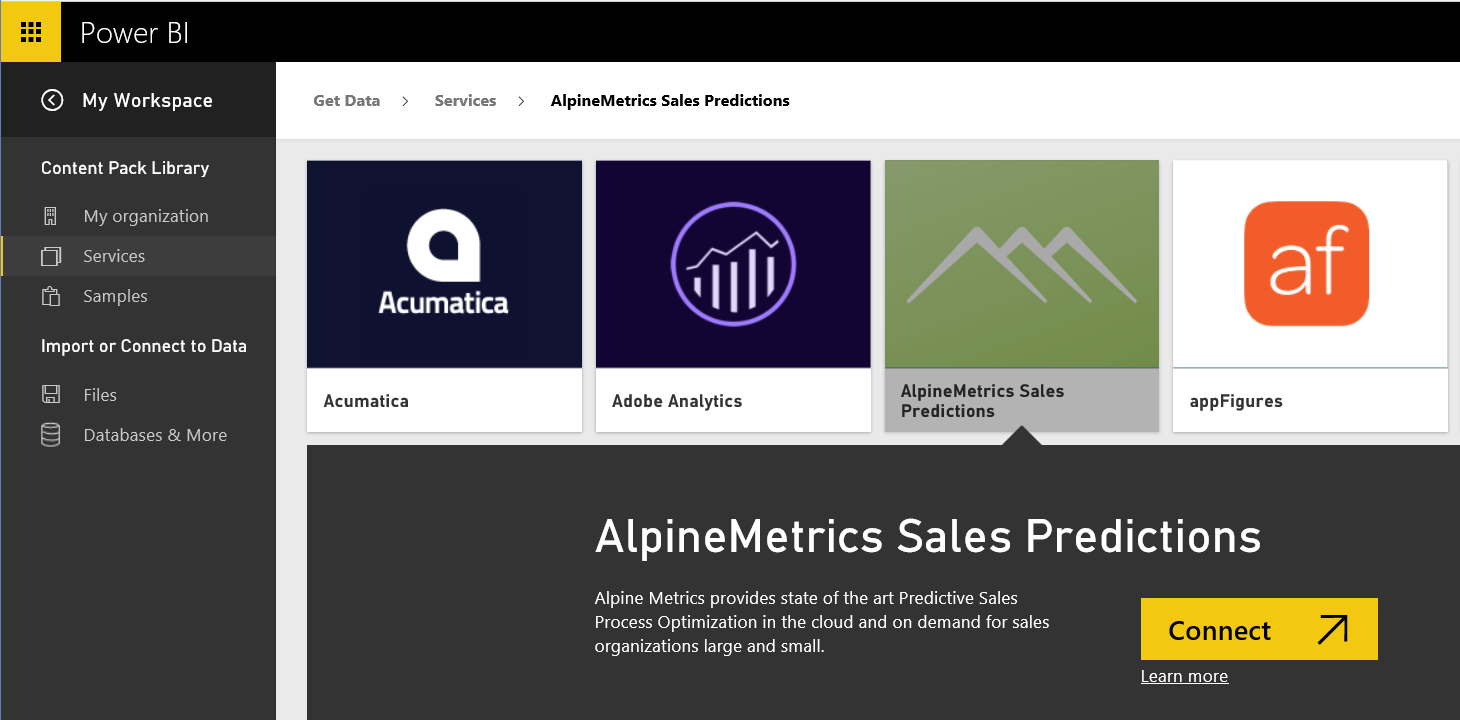 Power BI
My Workspace
Get Data > Services > AlpineMetrics Sales Predictions
Content Pack Library
My organization
Services
Samples
Import or Connect to Data
Files
Databases & More
Acumatica
af
Acumatica
Adobe Analytics
AlpineMetrics Sales
Predictions
appFigures
AlpineMetrics Sales Predictions
Alpine Metrics provides state of the art Predictive Sales
Process Optimization in the cloud and on demand for sales
organizations large and small.
Connect
Learn more